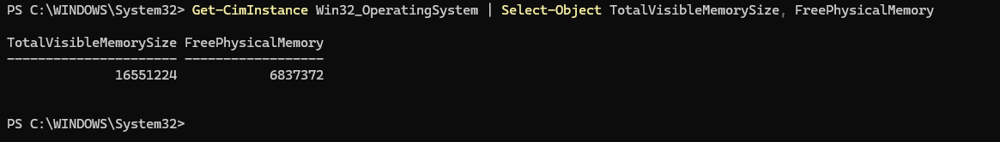 PS C:\WINDOWS\System32> Get-CimInstance Win32_OperatingSystem | Select-Object TotalVisibleMemorySize, FreePhysicalMemory
TotalVisibleMemorySize FreePhysicalMemory
---------------------- ------------------
16551224 6837372
PS C:\WINDOWS\System32>